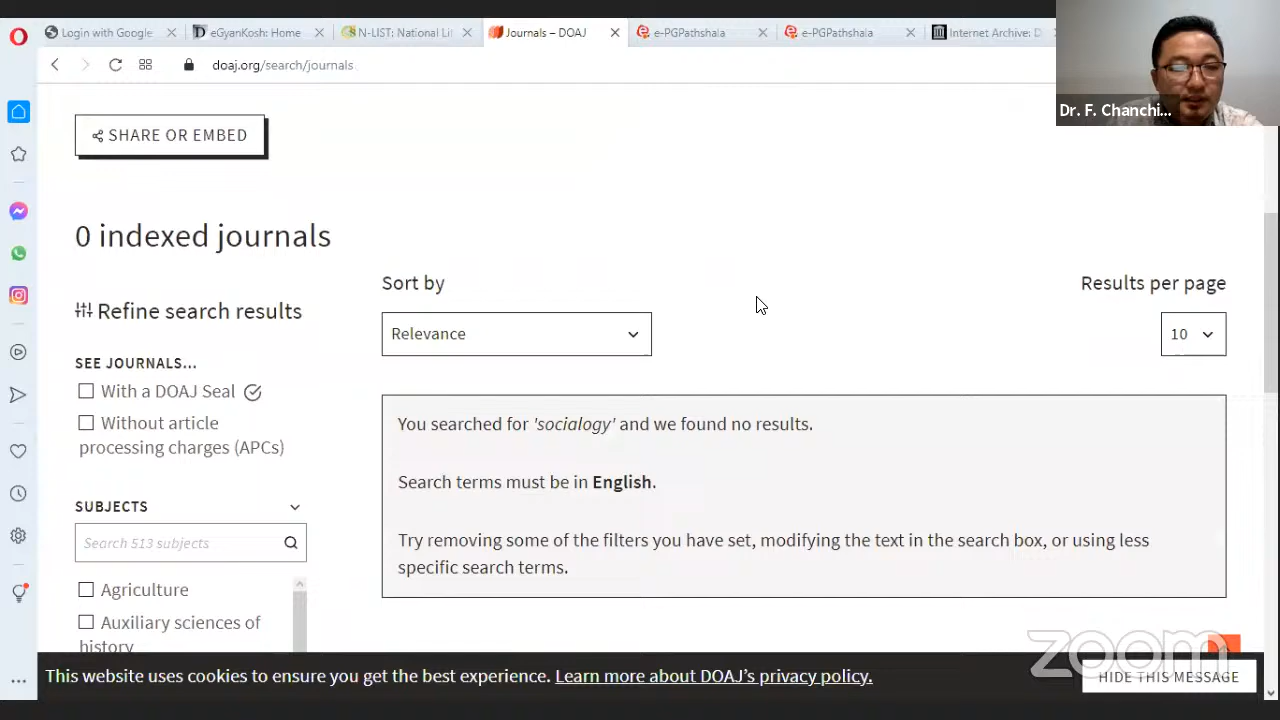 Login with Google
eGyanKosh: Home
N-LIST: National Li
Journals – DOAJ
e-PGPathshala
e-PGPathshala
Internet Archive: D
doaj.org/search/journals
Dr. F. Chanchi...
SHARE OR EMBED
0 indexed journals
Sort by
Results per page
Refine search results
Relevance
10
SEE JOURNALS...
With a DOAJ Seal
Without article
processing charges (APCs)
You searched for 'socialogy' and we found no results.
Search terms must be in English.
Try removing some of the filters you have set, modifying the text in the search box, or using less
specific search terms.
SUBJECTS
Search 513 subjects
Agriculture
Auxiliary sciences of
history
zoom
This website uses cookies to ensure you get the best experience. Learn more about DOAJ's privacy policy.
HIDE THIS MESSAGE